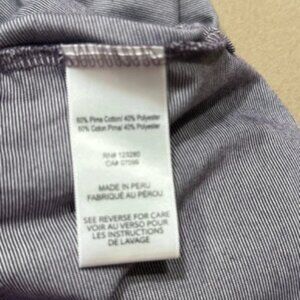 60% Pima Cotton/ 40% Polyester
60% Coton Pima/ 40% Polyester
RN# 123280
CA# 07099
MADE IN PERU
FABRIQUÉ AU PÉROU
SEE REVERSE FOR CARE
VOIR AU VERSO POUR LES INSTRUCTIONS
DE LAVAGE